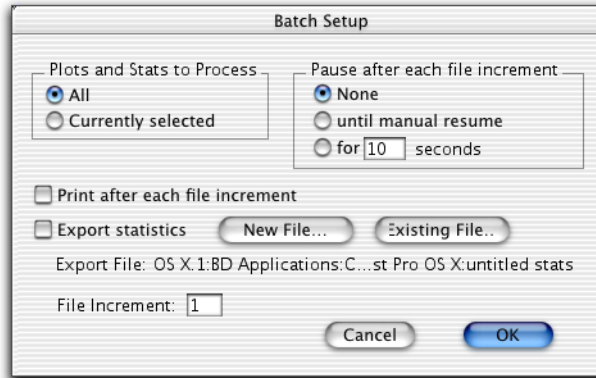 Batch Setup
Plots and Stats to Process
All
Currently selected
Pause after each file increment
None
until manual resume
for 10 seconds
Print after each file increment
Export statistics New File... Existing File..
Export File: OS X.1:BD Applications:C...st Pro OS X:untitled stats
File Increment: 1
Cancel OK